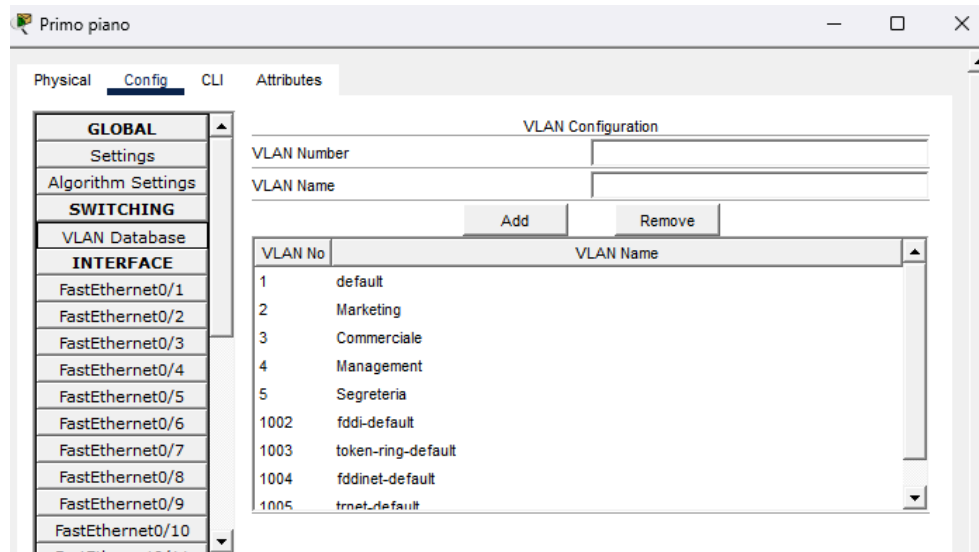 Primo piano
Physical Config CLI Attributes
GLOBAL
Settings
Algorithm Settings
SWITCHING
VLAN Database
INTERFACE
FastEthernet0/1
FastEthernet0/2
FastEthernet0/3
FastEthernet0/4
FastEthernet0/5
FastEthernet0/6
FastEthernet0/7
FastEthernet0/8
FastEthernet0/9
FastEthernet0/10
VLAN Configuration
VLAN Number
VLAN Name
Add Remove
VLAN No VLAN Name
1 default
2 Marketing
3 Commerciale
4 Management
5 Segreteria
1002 fddi-default
1003 token-ring-default
1004 fddinet-default
1005 trnet-default